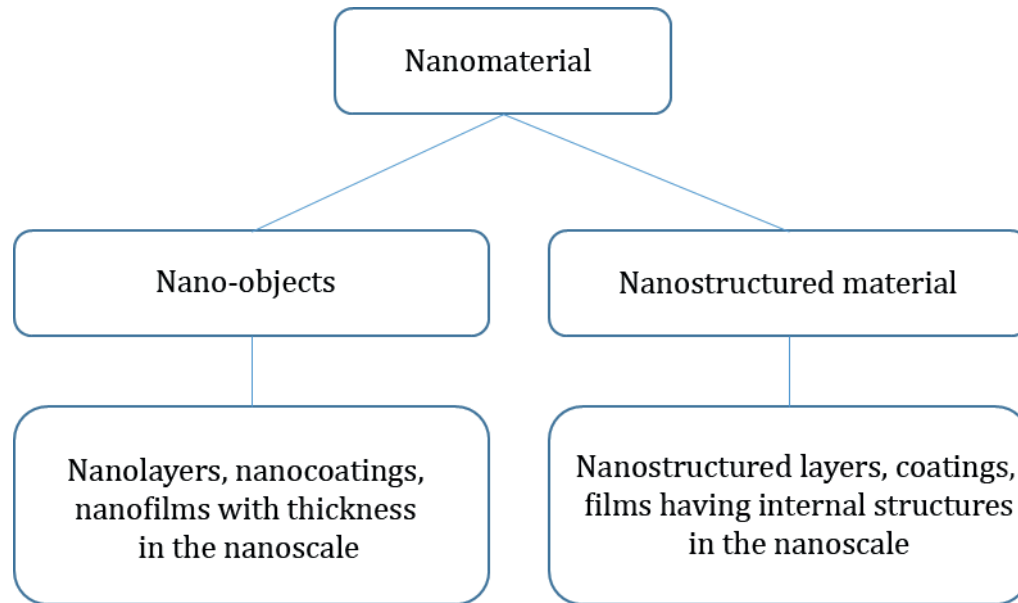 Nanomaterial
Nano-objects
Nanostructured material
Nanolayers, nanocoatings,
nanofilms with thickness
in the nanoscale
Nanostructured layers, coatings,
films having internal structures
in the nanoscale